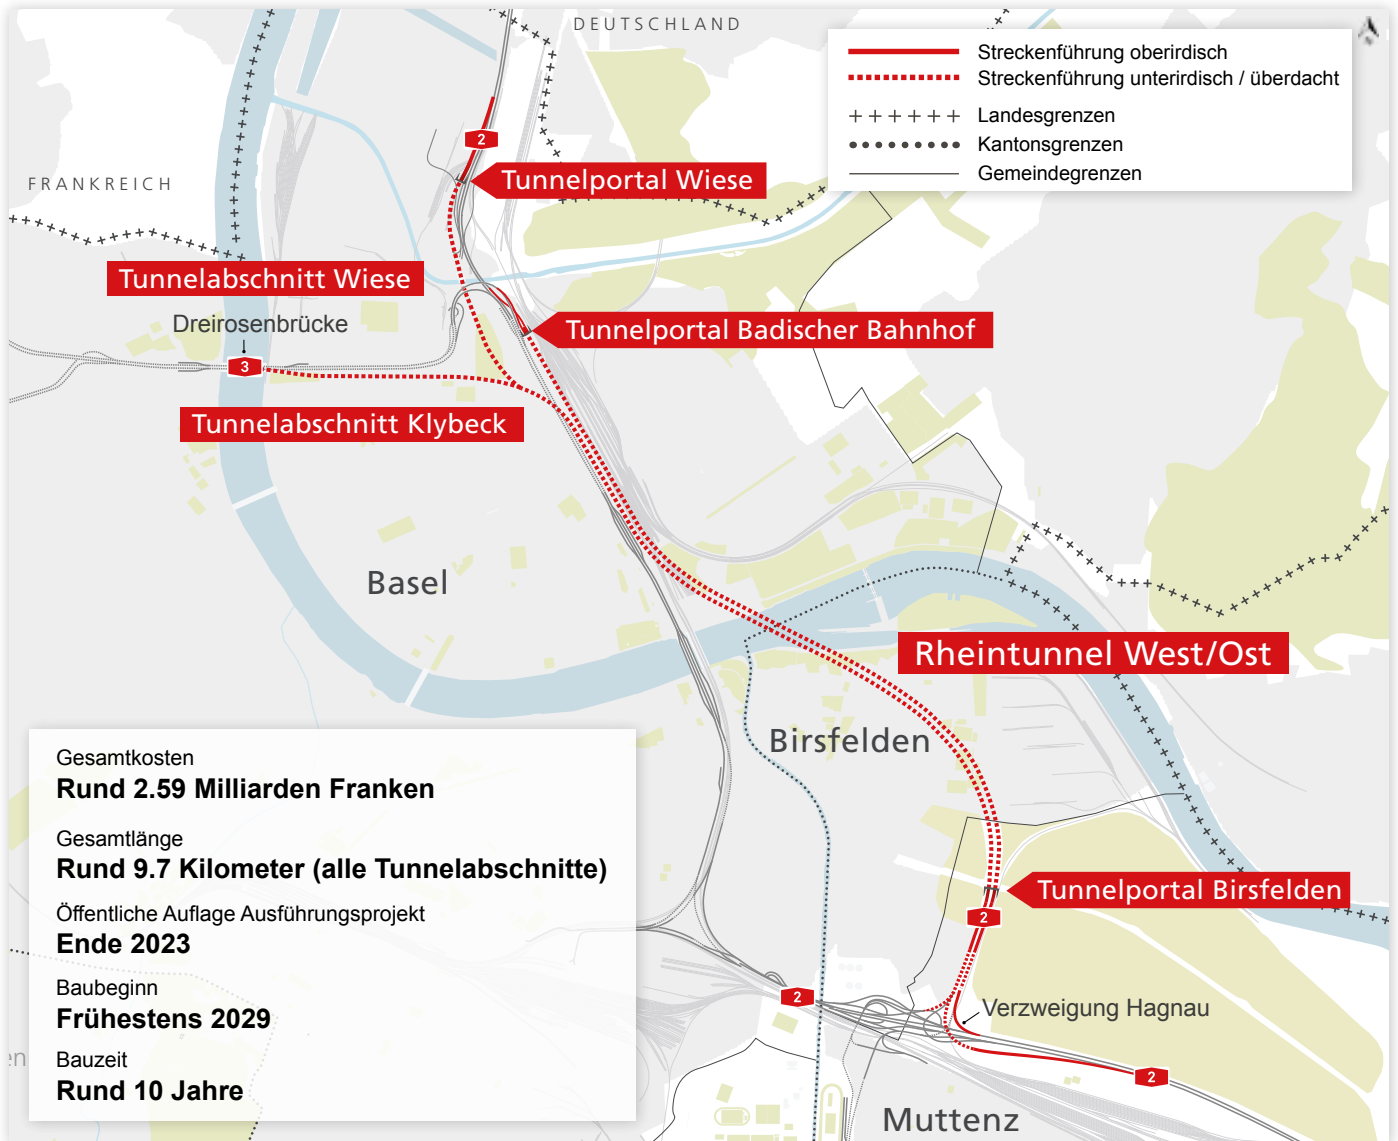 DEUTSCHLAND
Streckenführung oberirdisch
Streckenführung unterirdisch / überdacht
Landesgrenzen
Kantonsgrenzen
Gemeindegrenzen
2
Tunnelportal Wiese
FRANKREICH
Tunnelabschnitt Wiese
Dreirosenbrücke
Tunnelportal Badischer Bahnhof
3
Tunnelabschnitt Klybeck
Basel
Rheintunnel West/Ost
Birsfelden
Gesamtkosten
Rund 2.59 Milliarden Franken
Gesamtlänge
Rund 9.7 Kilometer (alle Tunnelabschnitte)
Öffentliche Auflage Ausführungsprojekt
Ende 2023
Baubeginn
Frühestens 2029
Bauzeit
Rund 10 Jahre
Tunnelportal Birsfelden
2
2
Verzweigung Hagnau
2
Muttenz
en